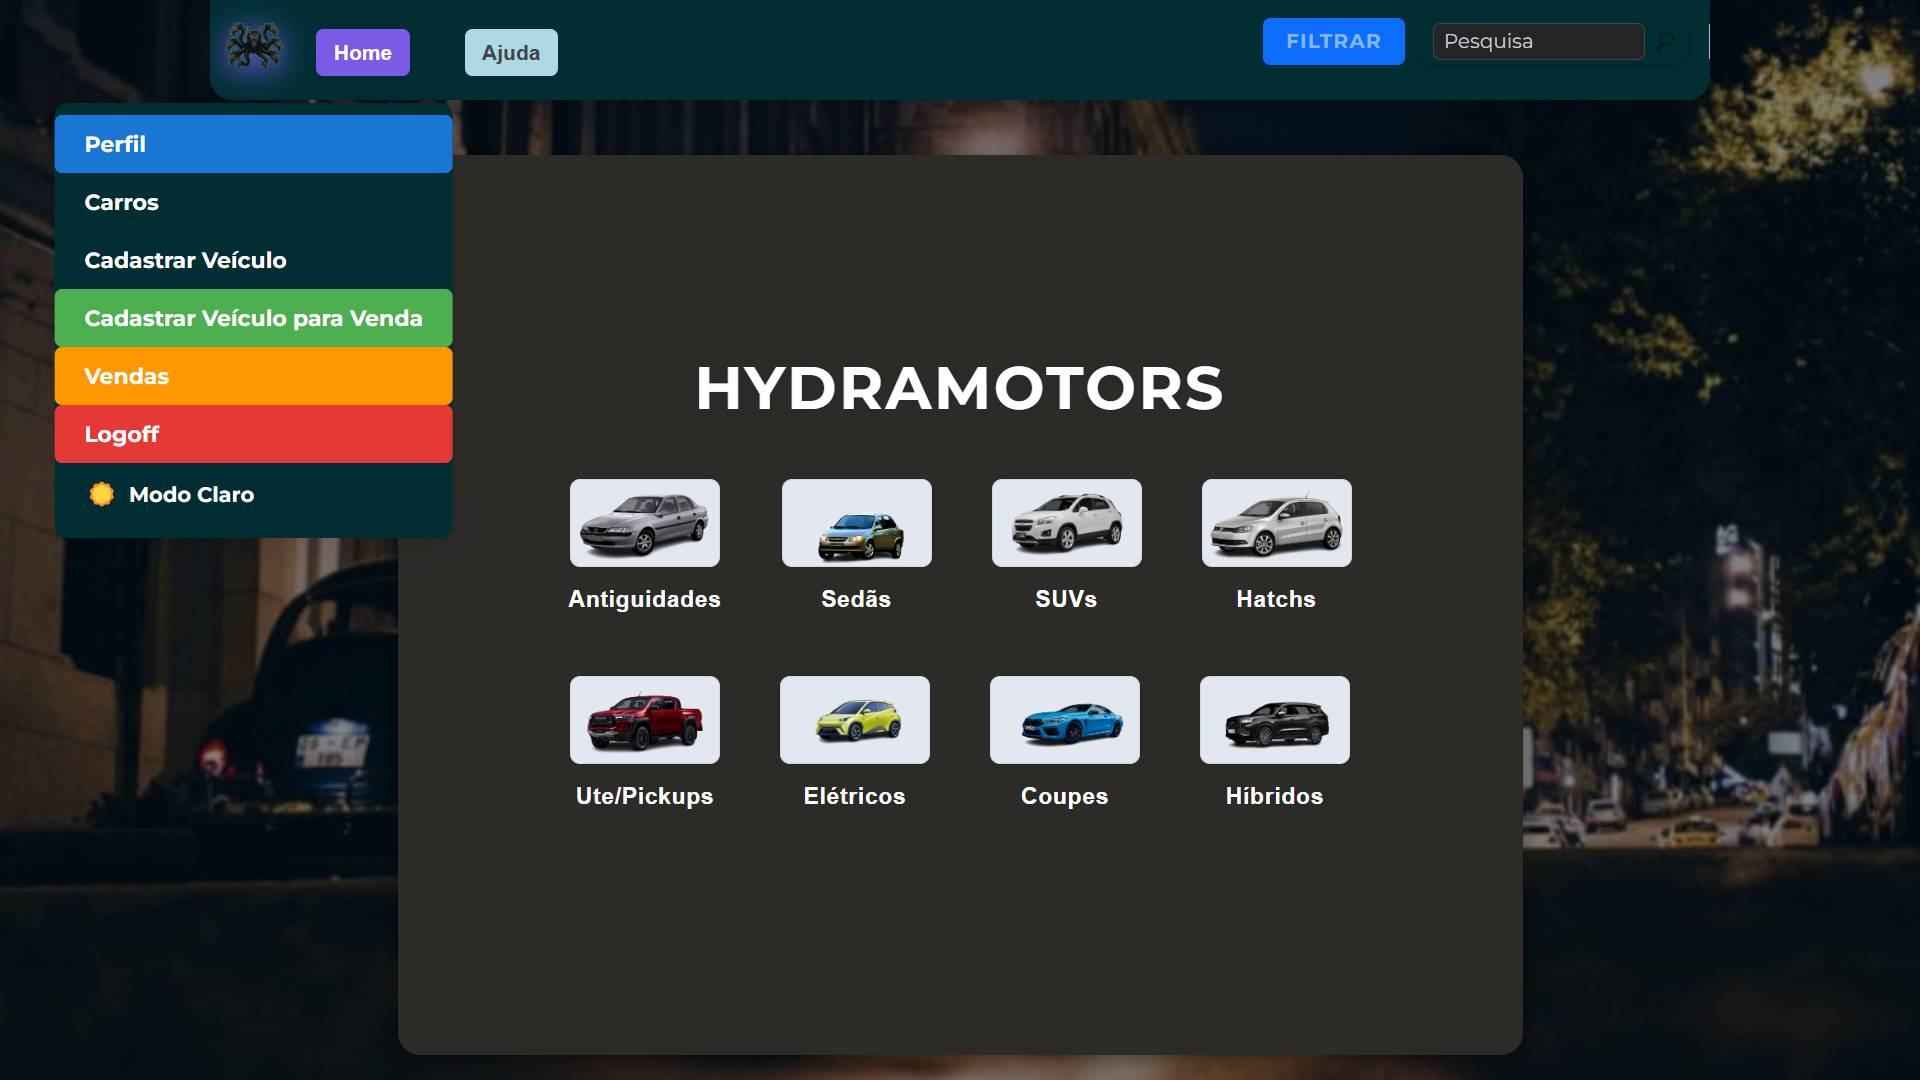 Home
Ajuda
FILTRAR
Pesquisa
Perfil
Carros
Cadastrar Veículo
Cadastrar Veículo para Venda
Vendas
Logoff
Modo Claro
HYDRAMOTORS
Antiguidades
Sedãs
SUVs
Hatchs
Ute/Pickups
Elétricos
Coupes
Híbridos